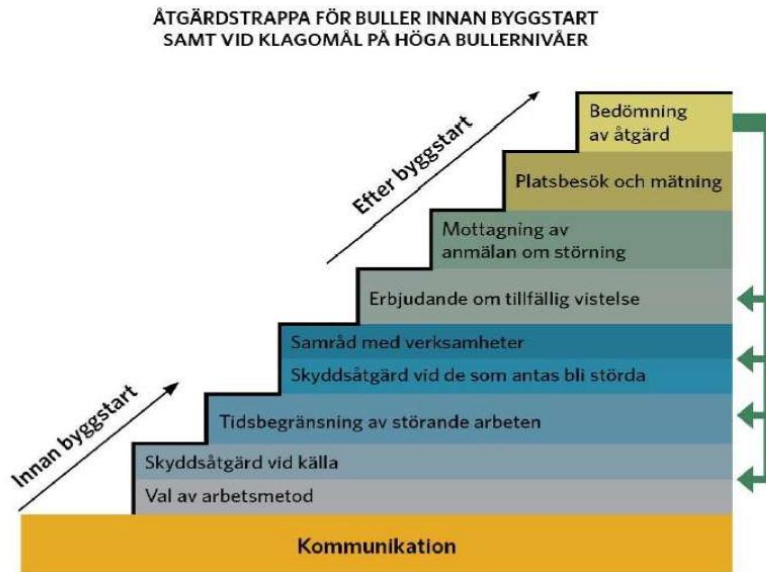 ÅTGÄRDSTRAPPA FÖR BULLER INNAN BYGGSTART
SAMT VID KLAGOMÅL PÅ HÖGA BULLERNIVÅER
Bedömning
av åtgärd
Efter byggstart
Platsbesök och mätning
Mottagning av
anmälan om störning
Erbjudande om tillfällig vistelse
Samråd med verksamheter
Skyddsåtgärd vid de som antas bli störda
Innan byggstart
Tidsbegränsning av störande arbeten
Skyddsåtgärd vid källa
Val av arbetsmetod
Kommunikation